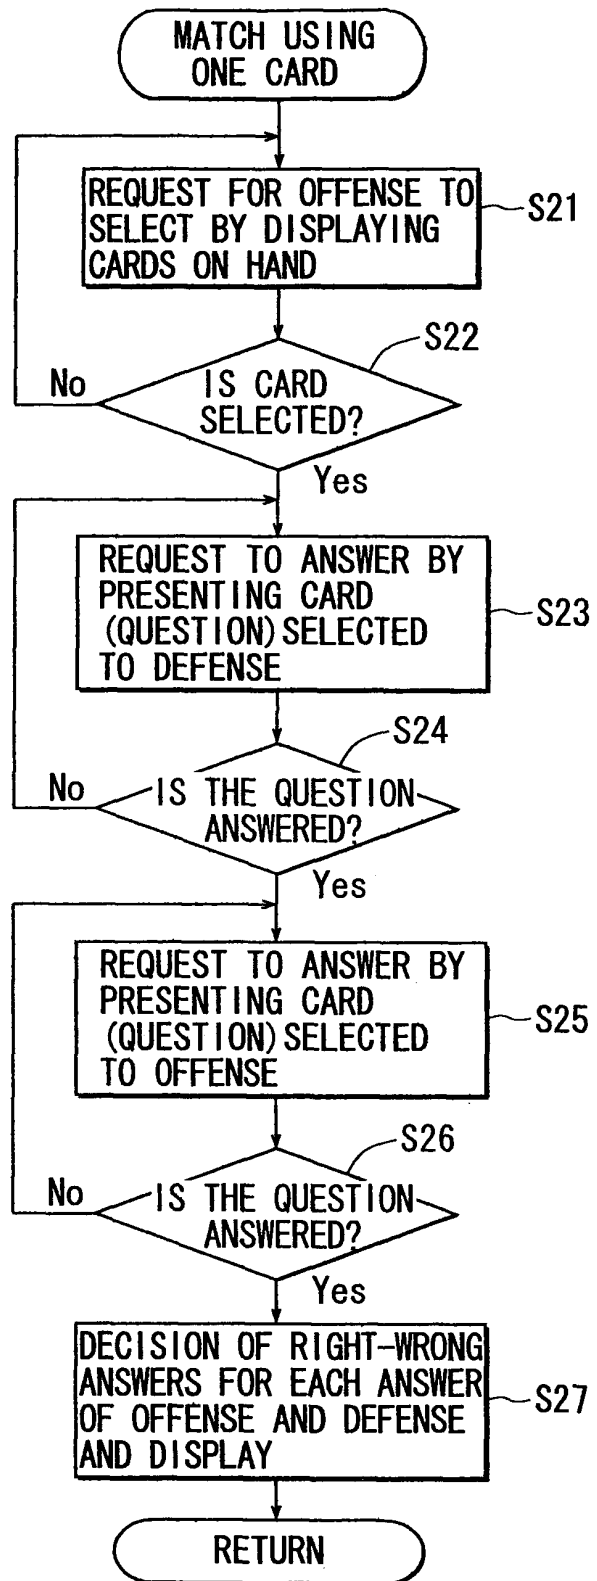 MATCH USING
ONE CARD
REQUEST FOR OFFENSE TO
SELECT BY DISPLAYING
CARDS ON HAND
S21
S22
No
IS CARD
SELECTED?
Yes
REQUEST TO ANSWER BY
PRESENTING CARD
(QUESTION)SELECTED
TO DEFENSE
S23
S24
No
IS THE QUESTION
ANSWERED?
Yes
REQUEST TO ANSWER BY
PRESENTING CARD
(QUESTION)SELECTED
TO OFFENSE
S25
S26
No
IS THE QUESTION
ANSWERED?
Yes
DECISION OF RIGHT-WRONG
ANSWERS FOR EACH ANSWER
OF OFFENSE AND DEFENSE
AND DISPLAY
S27
RETURN